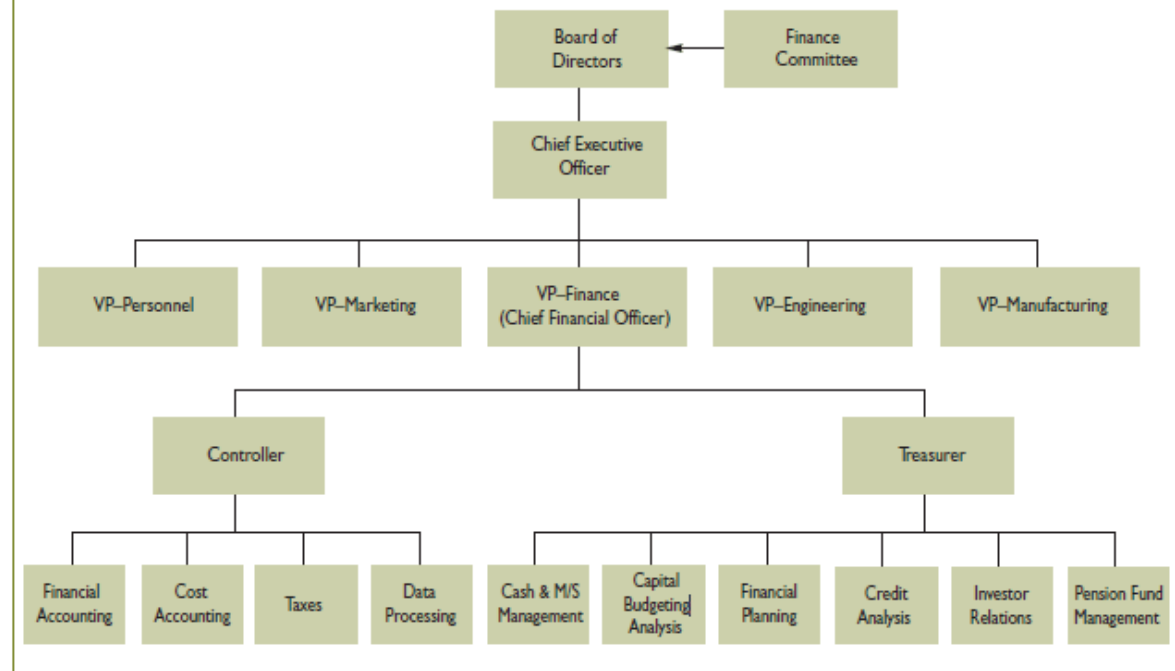 Board of
Directors
Finance
Committee
Chief Executive
Officer
VP–Personnel
VP–Marketing
VP–Finance
(Chief Financial Officer)
VP–Engineering
VP–Manufacturing
Controller
Treasurer
Financial
Accounting
Cost
Accounting
Taxes
Data
Processing
Cash & M/S
Management
Capital
Budgeting
Analysis
Financial
Planning
Credit
Analysis
Investor
Relations
Pension Fund
Management